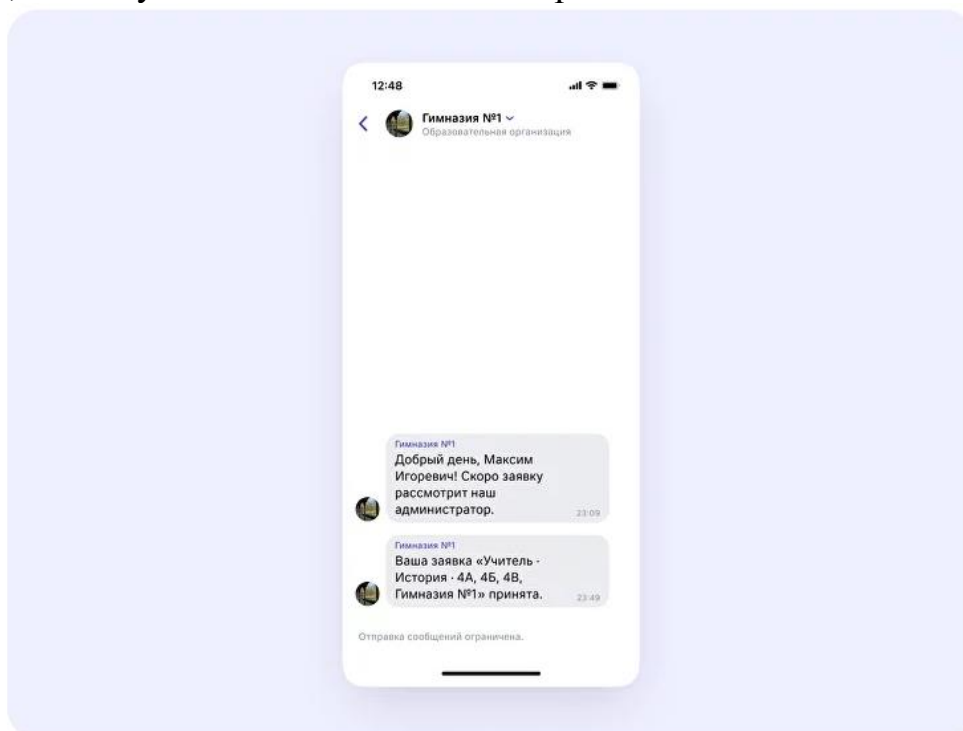 12:48
Гимназия №1
Образовательная организация
Гимназия №1
Добрый день, Максим
Игоревич! Скоро заявку
рассмотрит наш
администратор.
23:09
Гимназия №1
Ваша заявка «Учитель ·
История · 4А, 4Б, 4В,
Гимназия №1» принята.
23:49
Отправка сообщений ограничена.